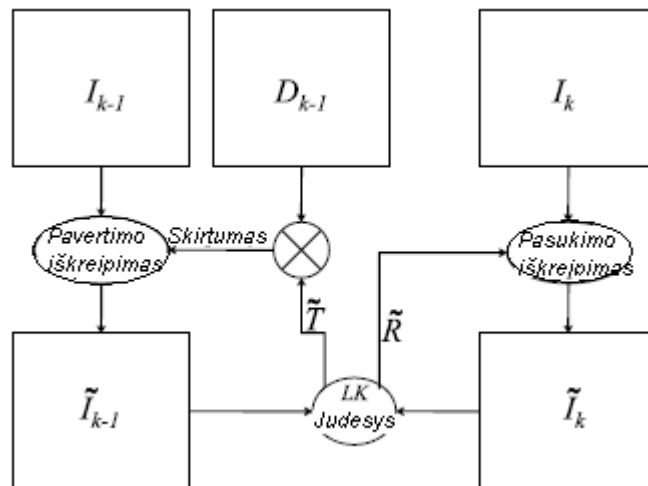 I_{k-1}
D_{k-1}
I_k
Pavertimo
iškreipimas
Skirtumas
Pasukimo
iškreipimas
T̃
R̃
Ĩ_{k-1}
LK
Judesys
Ĩ_k